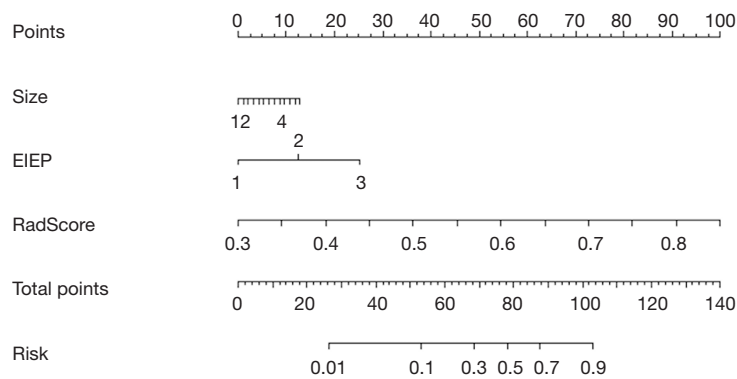 Points 0 10 20 30 40 50 60 70 80 90 100
Size
12 4
2
EIEP
1 3
RadScore
0.3 0.4 0.5 0.6 0.7 0.8
Total points
0 20 40 60 80 100 120 140
Risk
0.01 0.1 0.3 0.5 0.7 0.9